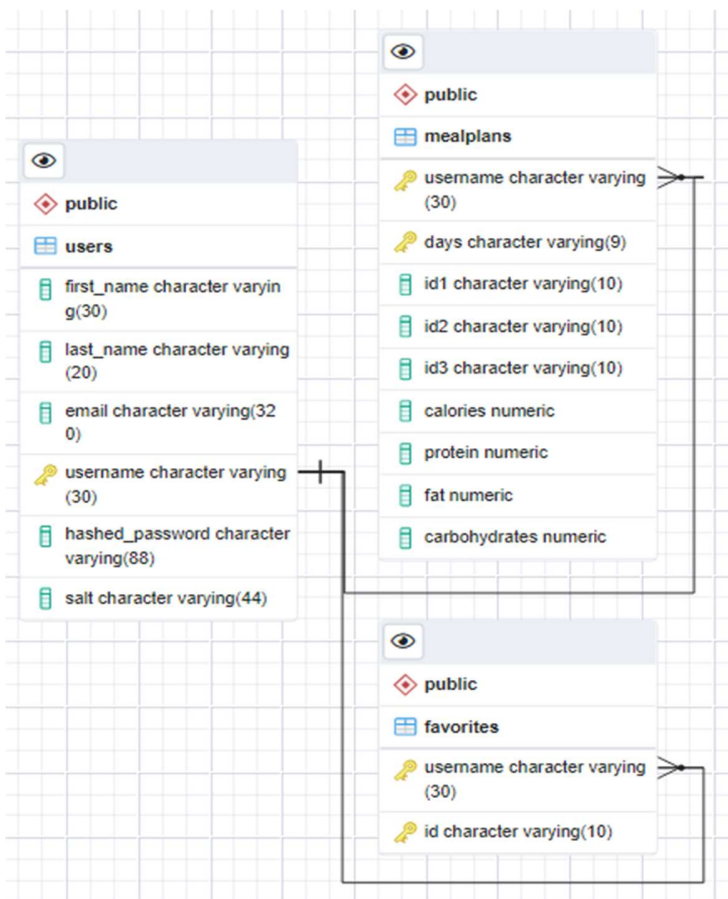 public
users
first_name character varyin
g(30)
last_name character varying
(20)
email character varying(32
0)
username character varying
(30)
hashed_password character
varying(88)
salt character varying(44)
public
mealplans
username character varying
(30)
days character varying(9)
id1 character varying(10)
id2 character varying(10)
id3 character varying(10)
calories numeric
protein numeric
fat numeric
carbohydrates numeric
public
favorites
username character varying
(30)
id character varying(10)